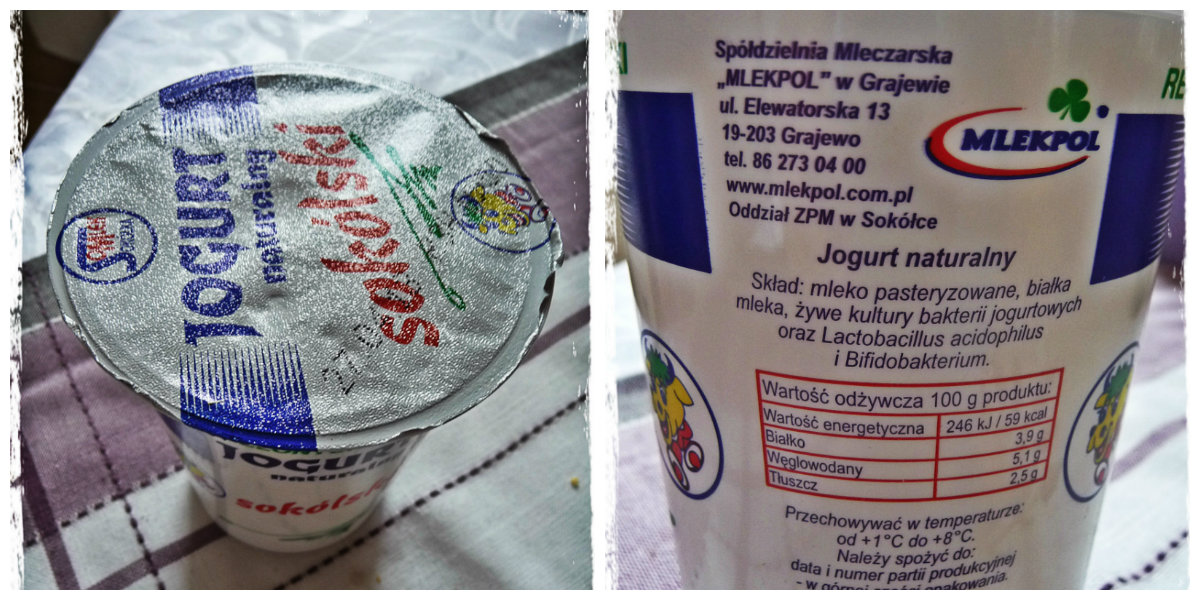 JOGURT
naturalny
sokólski
JOGURT
naturalny
sokólski
Spółdzielnia Mleczarska
„MLEKPOL" w Grajewie
ul. Elewatorska 13
19-203 Grajewo
tel. 86 273 04 00
www.mlekpol.com.pl
Oddział ZPM w Sokółce
MLEKPOL
Jogurt naturalny
Skład: mleko pasteryzowane, białka
mleka, żywe kultury bakterii jogurtowych
oraz Lactobacillus acidophilus
i Bifidobakterium.
Wartość odżywcza 100 g produktu:
Wartość energetyczna 246 kJ / 59 kcal
Białko 3,9 g
Węglowodany 5,1 g
Tłuszcz 2,5 g
Przechowywać w temperaturze:
od +1°C do +8°C.
Należy spożyć do:
data i numer partii produkcyjnej
- w górnej części opakowania.